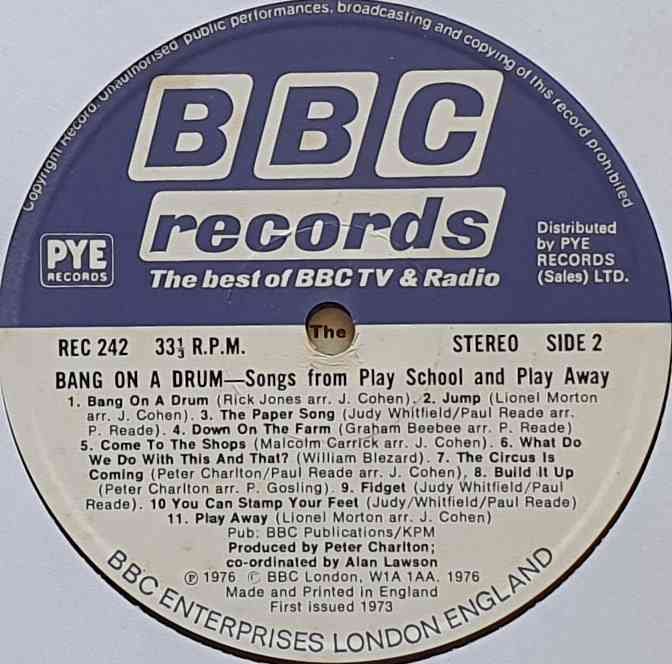 Copyright Record. Unauthorised public performances, broadcasting and copying of this record prohibited
BBC
records
PYE
RECORDS
The best of BBC TV & Radio
Distributed
by PYE
RECORDS
(Sales) LTD.
The
REC 242 33⅓ R.P.M. STEREO SIDE 2
BANG ON A DRUM—Songs from Play School and Play Away
1. Bang On A Drum (Rick Jones arr. J. Cohen). 2. Jump (Lionel Morton
arr. J. Cohen). 3. The Paper Song (Judy Whitfield/Paul Reade arr.
P. Reade). 4. Down On The Farm (Graham Beebee arr. P. Reade)
5. Come To The Shops (Malcolm Carrick arr. J. Cohen). 6. What Do
We Do With This And That? (William Blezard). 7. The Circus Is
Coming (Peter Charlton/Paul Reade arr. J. Cohen), 8. Build It Up
(Peter Charlton arr. P. Gosling). 9. Fidget (Judy Whitfield/Paul
Reade). 10 You Can Stamp Your Feet (Judy/Whitfield/Paul Reade)
11. Play Away (Lionel Morton arr. J. Cohen)
Pub: BBC Publications/KPM
Produced by Peter Charlton;
co-ordinated by Alan Lawson
℗ 1976 © BBC London, W1A 1AA. 1976
Made and Printed in England
First issued 1973
BBC ENTERPRISES LONDON ENGLAND